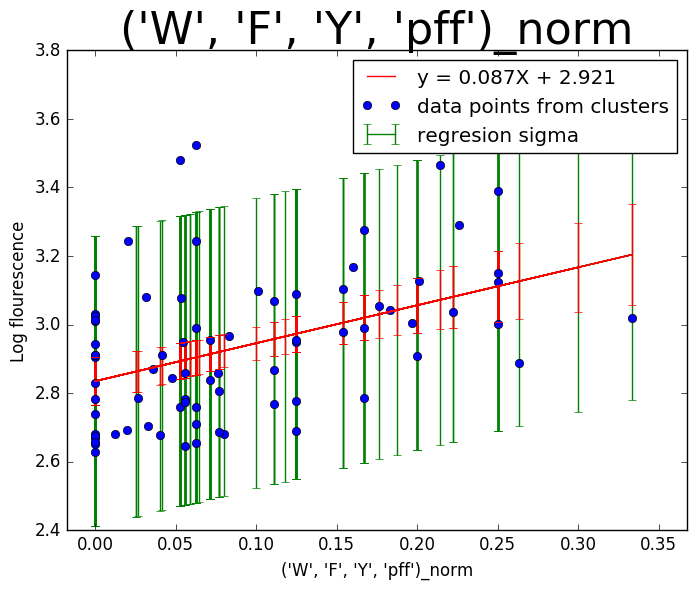 ('W', 'F', 'Y', 'pff')_norm
y = 0.087X + 2.921
data points from clusters
regresion sigma
3.8
3.6
3.4
3.2
3.0
2.8
2.6
2.4
Log flourescence
0.00 0.05 0.10 0.15 0.20 0.25 0.30 0.35
('W', 'F', 'Y', 'pff')_norm